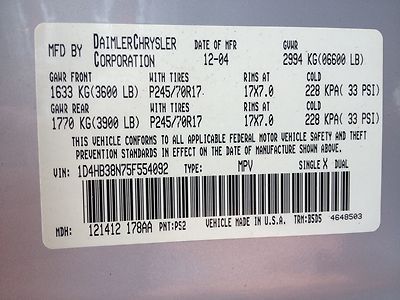 MFD BY DAIMLERCHRYSLER CORPORATION DATE OF MFR 12-04 GVWR 2994 KG(06600 LB)
GAWR FRONT WITH TIRES RIMS AT COLD
1633 KG(3600 LB) P245/70R17 17X7.0 228 KPA( 33 PSI)
GAWR REAR WITH TIRES RIMS AT COLD
1770 KG(3900 LB) P245/70R17 17X7.0 228 KPA( 33 PSI)
THIS VEHICLE CONFORMS TO ALL APPLICABLE FEDERAL MOTOR VEHICLE SAFETY AND THEFT
PREVENTION STANDARDS IN EFFECT ON THE DATE OF MANUFACTURE SHOWN ABOVE.
VIN: 1D4HB38N75F554092 TYPE: MPV SINGLE X DUAL
VEHICLE MADE IN U.S.A. 4648503
MDH: 121412 178AA PNT:PS2 TRM:BSD5